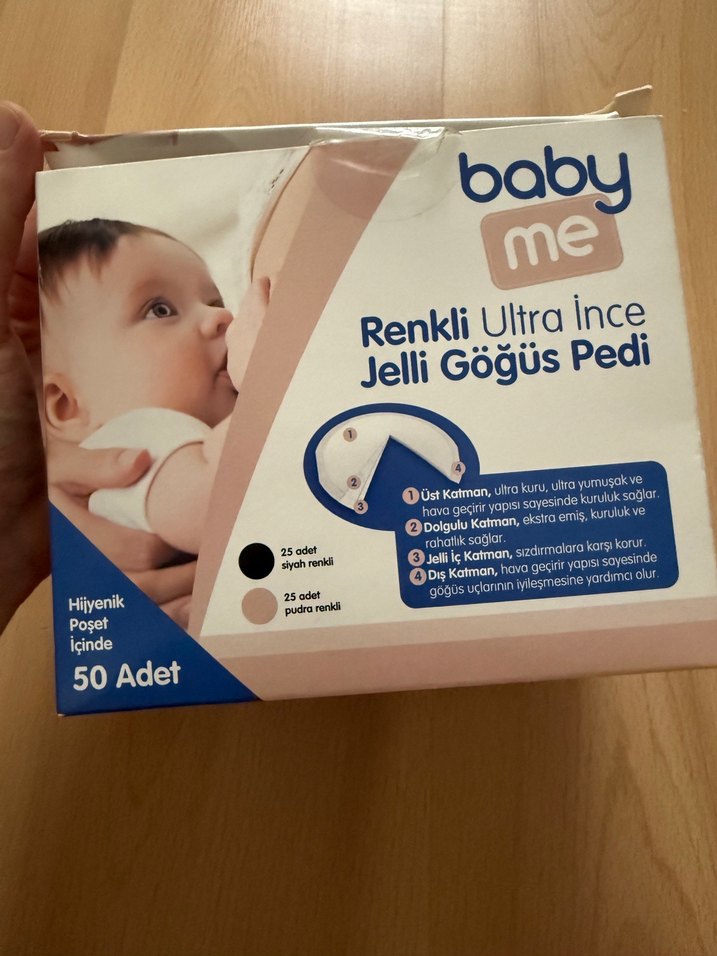 baby
me
Renkli Ultra İnce
Jelli Göğüs Pedi
1
2
3
4
1 Üst Katman, ultra kuru, ultra yumuşak ve
hava geçirir yapısı sayesinde kuruluk sağlar.
2 Dolgulu Katman, ekstra emiş, kuruluk ve
rahatlık sağlar.
3 Jelli İç Katman, sızdırmalara karşı korur.
4 Dış Katman, hava geçirir yapısı sayesinde
göğüs uçlarının iyileşmesine yardımcı olur.
25 adet
siyah renkli
25 adet
pudra renkli
Hijyenik
Poşet
İçinde
50 Adet